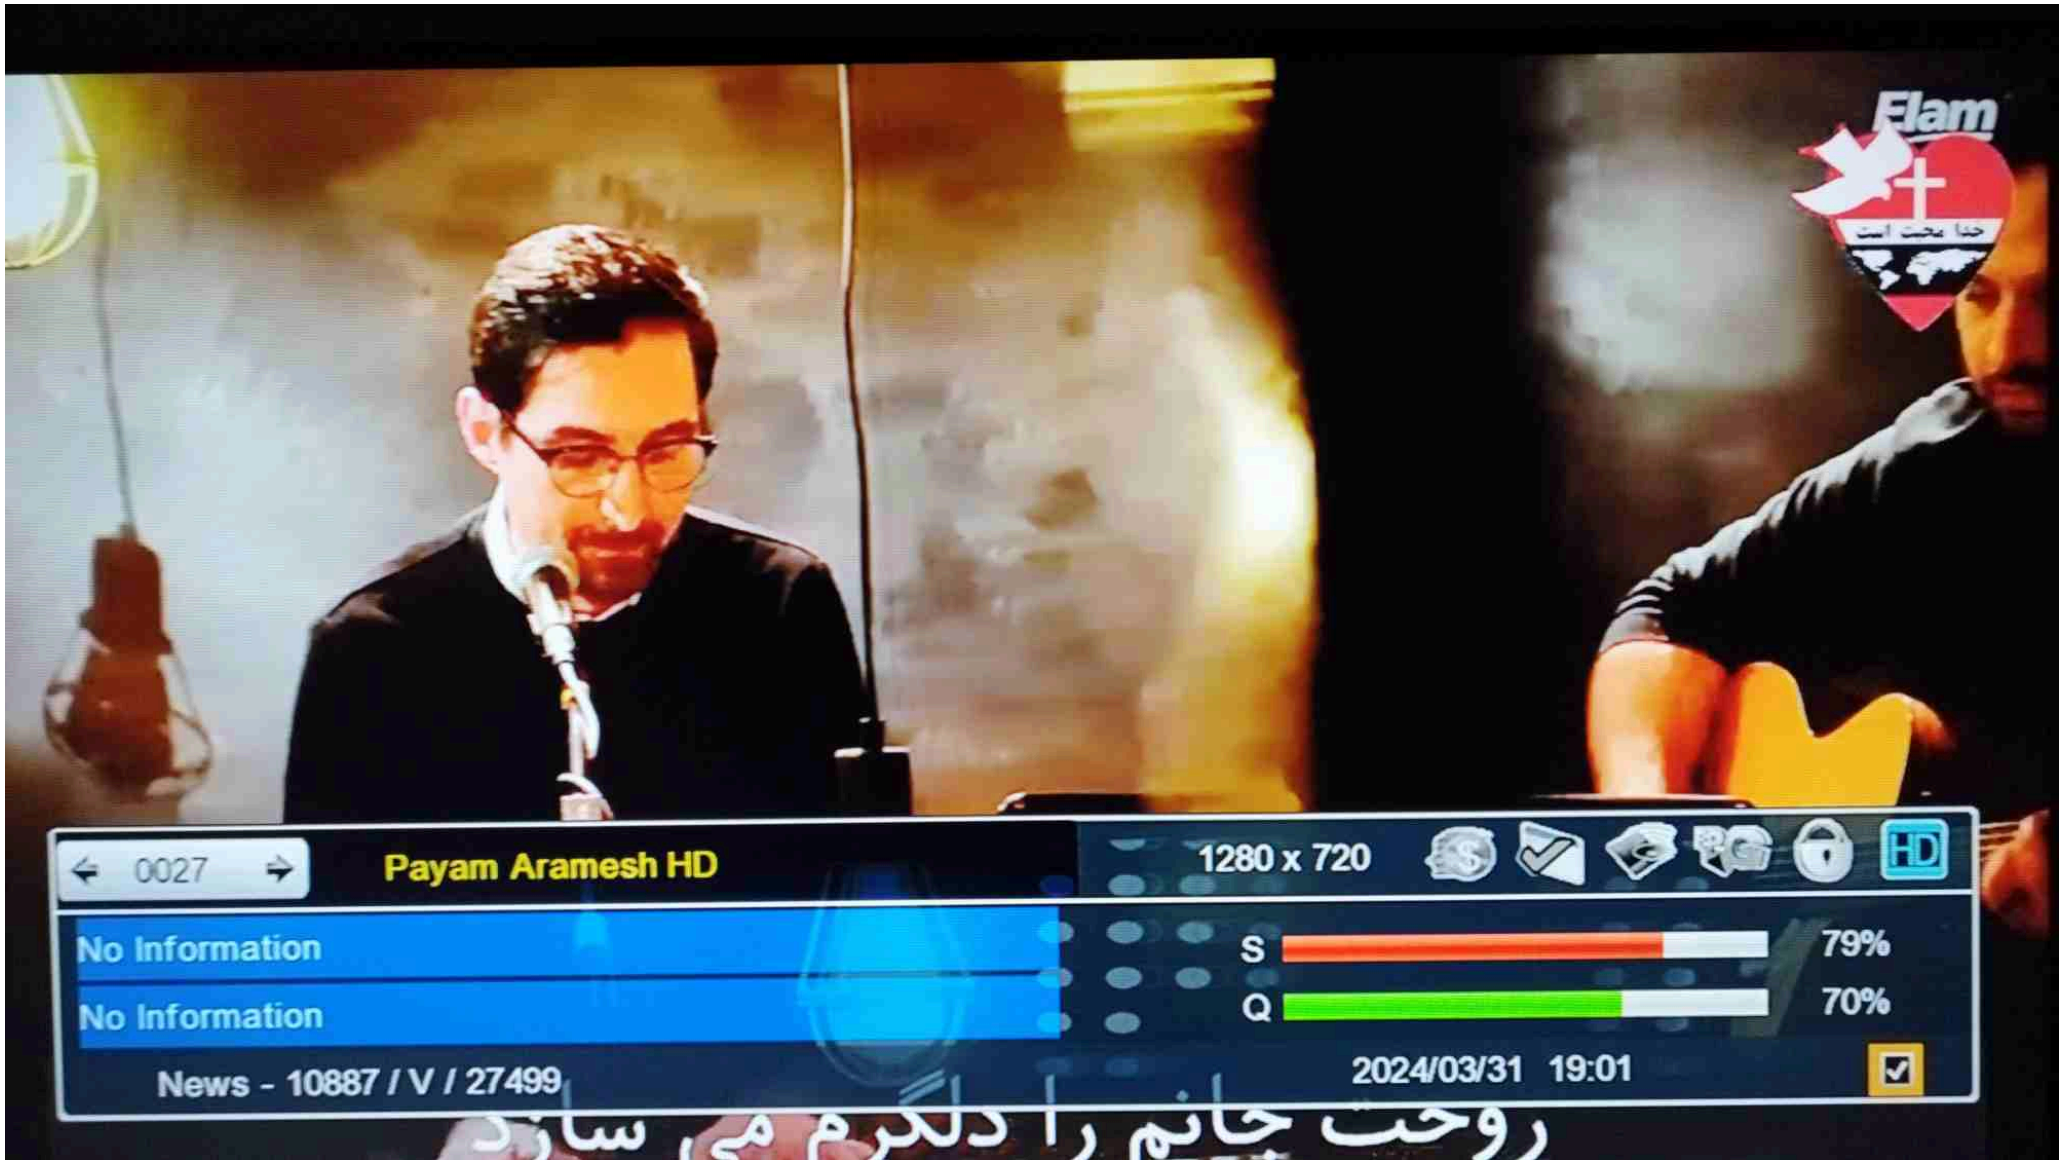 Elam
خدا محبت است
0027
Payam Aramesh HD
1280 x 720
HD
No Information
S
79%
No Information
Q
70%
News - 10887 / V / 27499
2024/03/31 19:01
روحت جانم را دلگرم می سازد